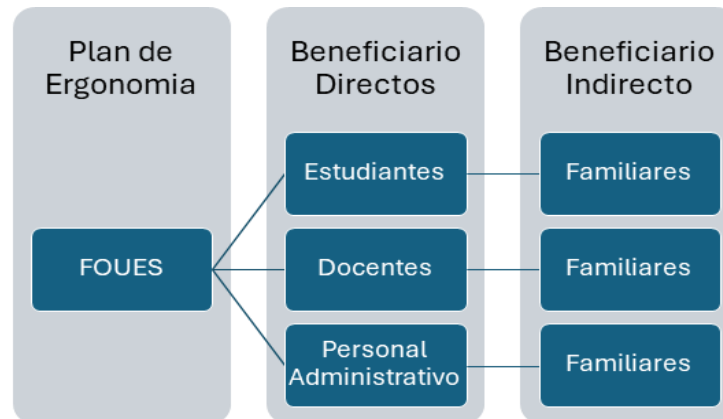 Plan de
Ergonomia
Beneficiario
Directos
Beneficiario
Indirecto
FOUES
Estudiantes
Familiares
Docentes
Familiares
Personal
Administrativo
Familiares